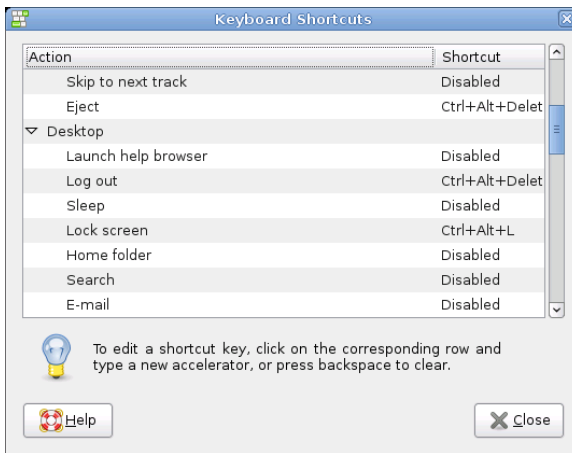 Keyboard Shortcuts
Action Shortcut
Skip to next track Disabled
Eject Ctrl+Alt+Delet
Desktop
Launch help browser Disabled
Log out Ctrl+Alt+Delet
Sleep Disabled
Lock screen Ctrl+Alt+L
Home folder Disabled
Search Disabled
E-mail Disabled
To edit a shortcut key, click on the corresponding row and
type a new accelerator, or press backspace to clear.
Help Close